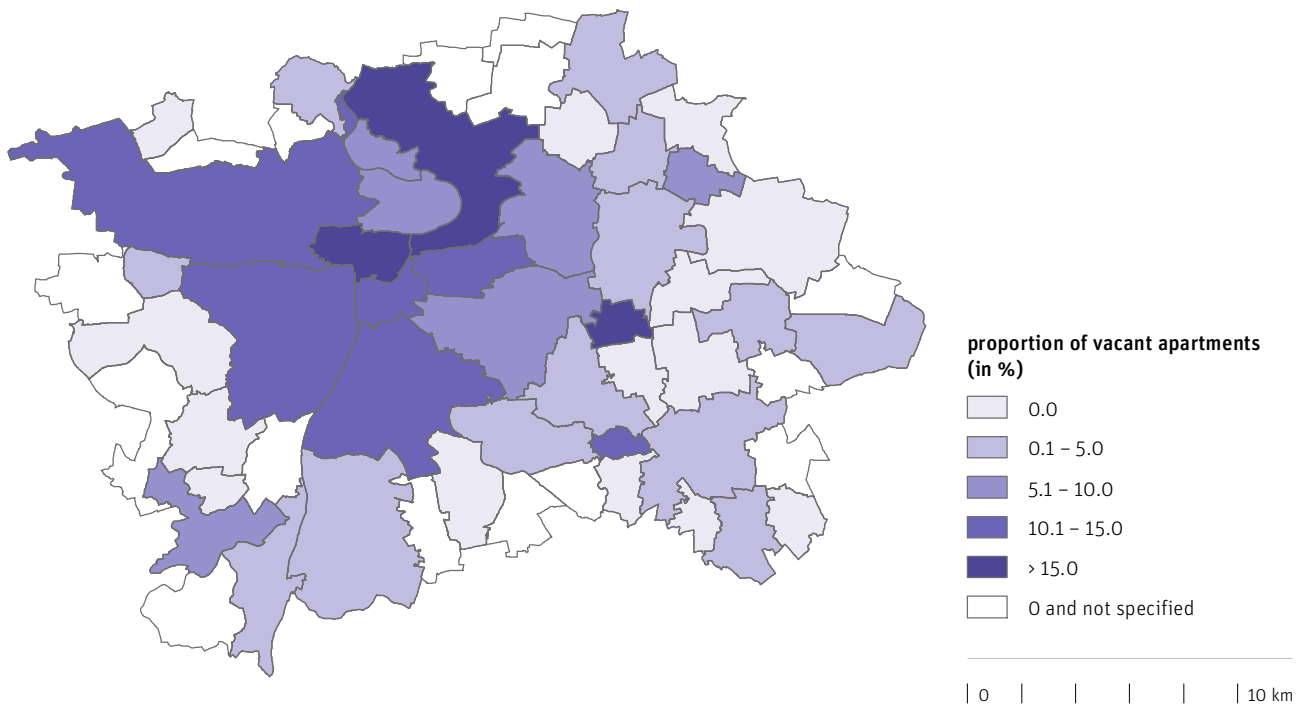 proportion of vacant apartments
(in %)
0.0
0.1 – 5.0
5.1 – 10.0
10.1 – 15.0
> 15.0
0 and not specified
0 10 km